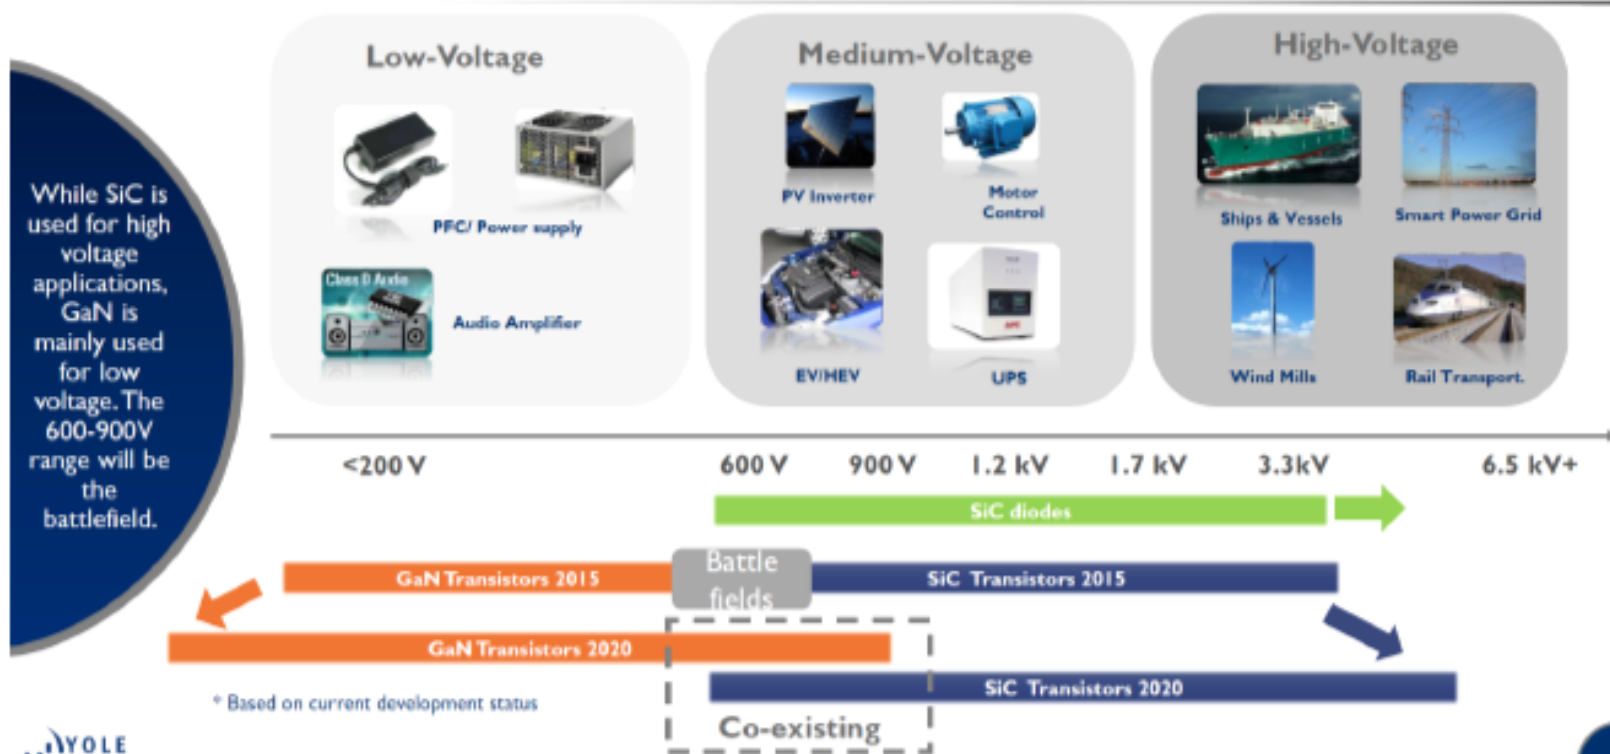 Low-Voltage
Medium-Voltage
High-Voltage
While SiC is
used for high
voltage
applications,
GaN is
mainly used
for low
voltage. The
600-900V
range will be
the
battlefield.
PFC/ Power supply
Class D Audio
Audio Amplifier
PV Inverter
Motor
Control
EV/HEV
UPS
APC
Ships & Vessels
Smart Power Grid
Wind Mills
Rail Transport.
<200 V
600 V
900 V
1.2 kV
1.7 kV
3.3kV
6.5 kV+
SiC diodes
GaN Transistors 2015
Battle
fields
SiC Transistors 2015
GaN Transistors 2020
SiC Transistors 2020
Co-existing
* Based on current development status
YOLE